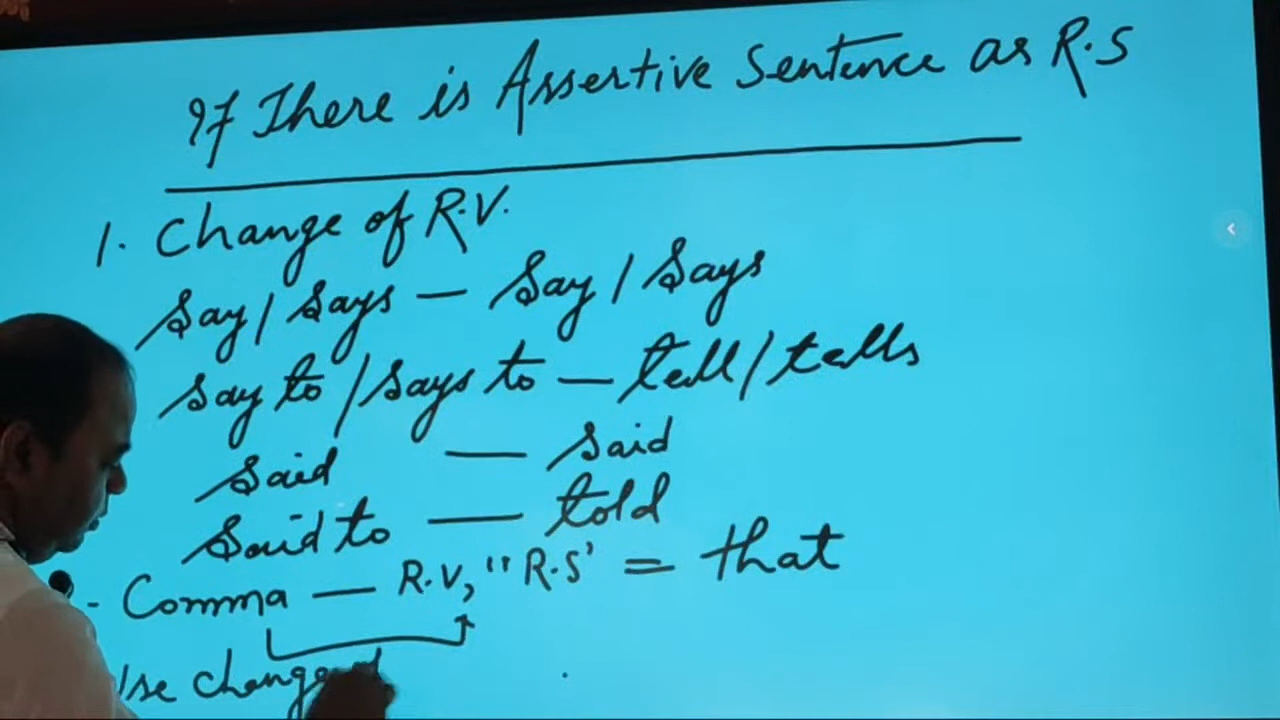 If There is Assertive Sentence as R.S
1. Change of R.V.
Say/Says — Say/Says
Say to/Says to — tell/tells
Said — Said
Said to — told
- Comma — R.V, "R.S' = that
change